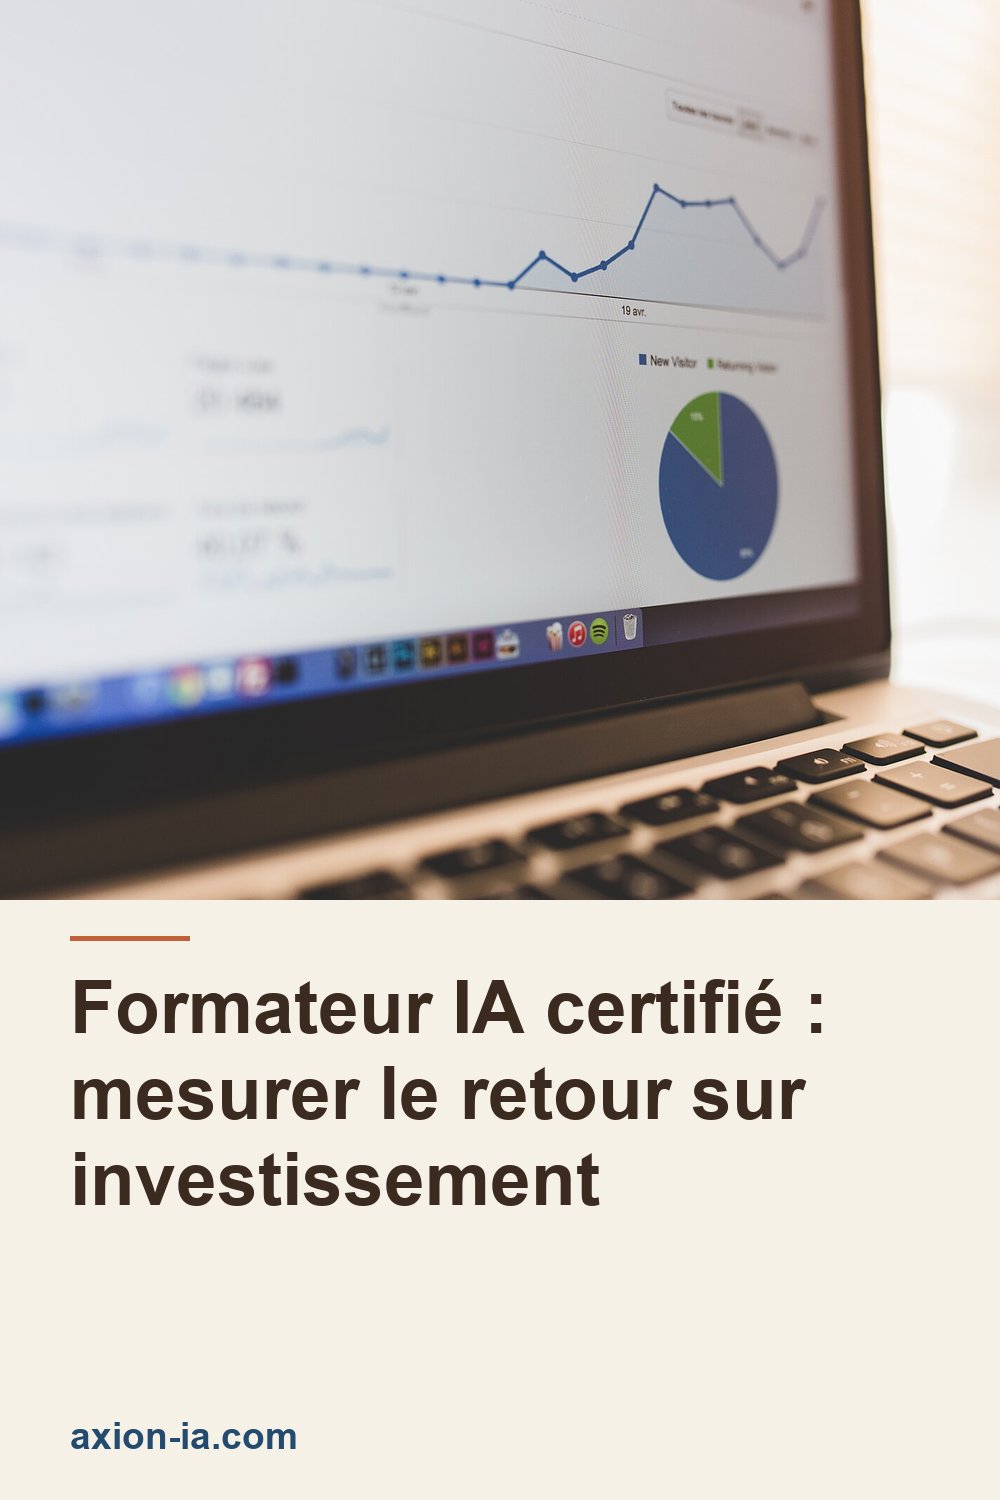 19 avr.
New Visitor
Formateur IA certifié :
mesurer le retour sur
investissement
axion-ia.com